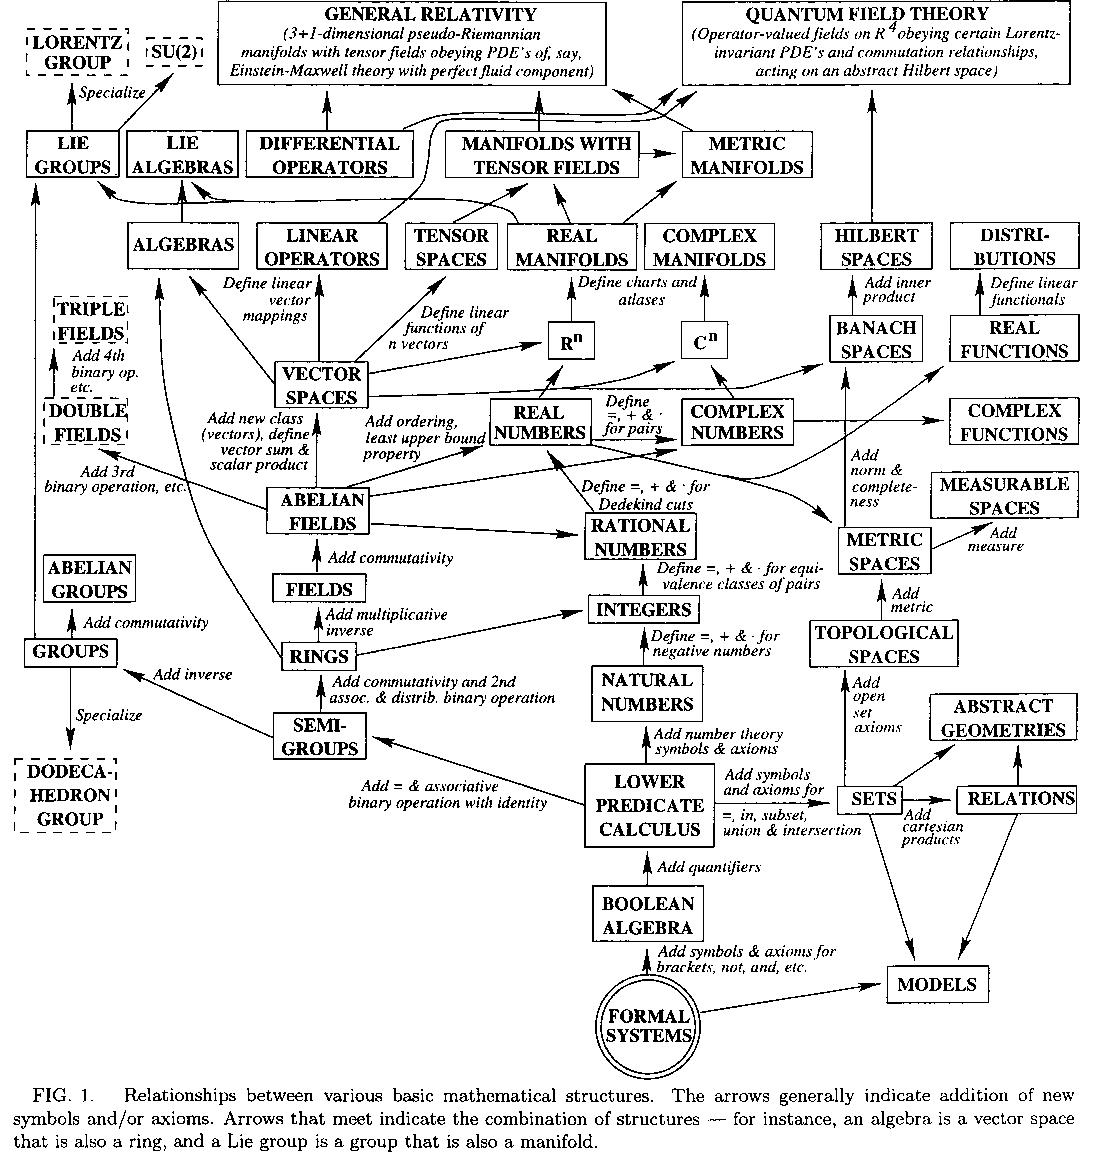 GENERAL RELATIVITY
(3+1-dimensional pseudo-Riemannian
manifolds with tensor fields obeying PDE's of, say,
Einstein-Maxwell theory with perfect fluid component)
QUANTUM FIELD THEORY
(Operator-valued fields on R⁴ obeying certain Lorentz-
invariant PDE's and commutation relationships,
acting on an abstract Hilbert space)
LORENTZ
GROUP
SU(2)
Specialize
LIE
GROUPS
LIE
ALGEBRAS
DIFFERENTIAL
OPERATORS
MANIFOLDS WITH
TENSOR FIELDS
METRIC
MANIFOLDS
ALGEBRAS
LINEAR
OPERATORS
TENSOR
SPACES
REAL
MANIFOLDS
COMPLEX
MANIFOLDS
HILBERT
SPACES
DISTRI-
BUTIONS
Define linear
vector
mappings
Define charts and
atlases
Add inner
product
Define linear
functionals
TRIPLE
FIELDS
Define linear
functions of
n vectors
Rⁿ
Cⁿ
BANACH
SPACES
REAL
FUNCTIONS
Add 4th
binary op.
etc.
VECTOR
SPACES
DOUBLE
FIELDS
Add new class
(vectors), define
vector sum &
scalar product
Add ordering,
least upper bound
property
REAL
NUMBERS
Define
=, + & ·
for pairs
COMPLEX
NUMBERS
COMPLEX
FUNCTIONS
Add 3rd
binary operation, etc.
Add
norm &
complete-
ness
MEASURABLE
SPACES
ABELIAN
FIELDS
Define =, + & · for
Dedekind cuts
RATIONAL
NUMBERS
METRIC
SPACES
Add
measure
ABELIAN
GROUPS
Add commutativity
FIELDS
Define =, + & · for equi-
valence classes of pairs
INTEGERS
Add
metric
Add commutativity
Add multiplicative
inverse
TOPOLOGICAL
SPACES
GROUPS
RINGS
Define =, + & · for
negative numbers
Add inverse
Add commutativity and 2nd
assoc. & distrib. binary operation
NATURAL
NUMBERS
Add
open
set
axioms
Specialize
SEMI-
GROUPS
Add number theory
symbols & axioms
ABSTRACT
GEOMETRIES
DODECA-
HEDRON
GROUP
Add = & associative
binary operation with identity
LOWER
PREDICATE
CALCULUS
Add symbols
and axioms for
=, in, subset,
union & intersection
SETS
RELATIONS
Add
cartesian
products
Add quantifiers
BOOLEAN
ALGEBRA
Add symbols & axioms for
brackets, not, and, etc.
MODELS
FORMAL
SYSTEMS
FIG. 1. Relationships between various basic mathematical structures. The arrows generally indicate addition of new
symbols and/or axioms. Arrows that meet indicate the combination of structures — for instance, an algebra is a vector space
that is also a ring, and a Lie group is a group that is also a manifold.